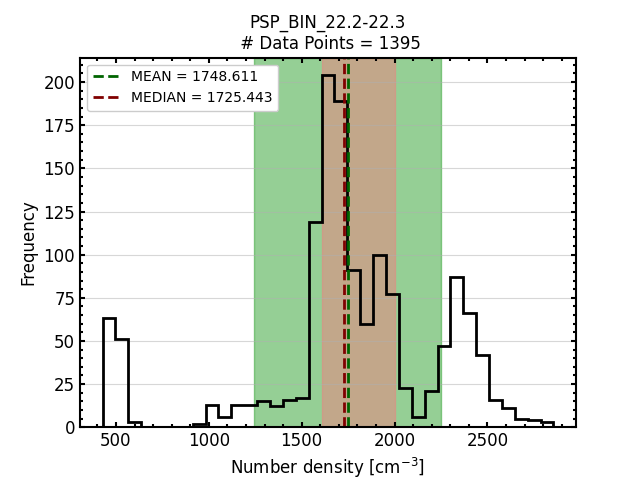 PSP_BIN_22.2-22.3
# Data Points = 1395
MEAN = 1748.611
MEDIAN = 1725.443
Frequency
200
175
150
125
100
75
50
25
0
500 1000 1500 2000 2500
Number density [cm⁻³]